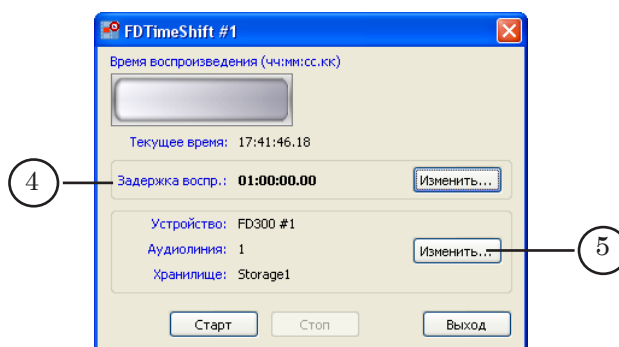 FDTimeShift #1
Время воспроизведения (чч:мм:сс.кк)
Текущее время: 17:41:46.18
4
Задержка воспр.: 01:00:00.00 Изменить...
Устройство: FD300 #1
Аудиолиния: 1 Изменить...
5
Хранилище: Storage1
Старт Стоп Выход